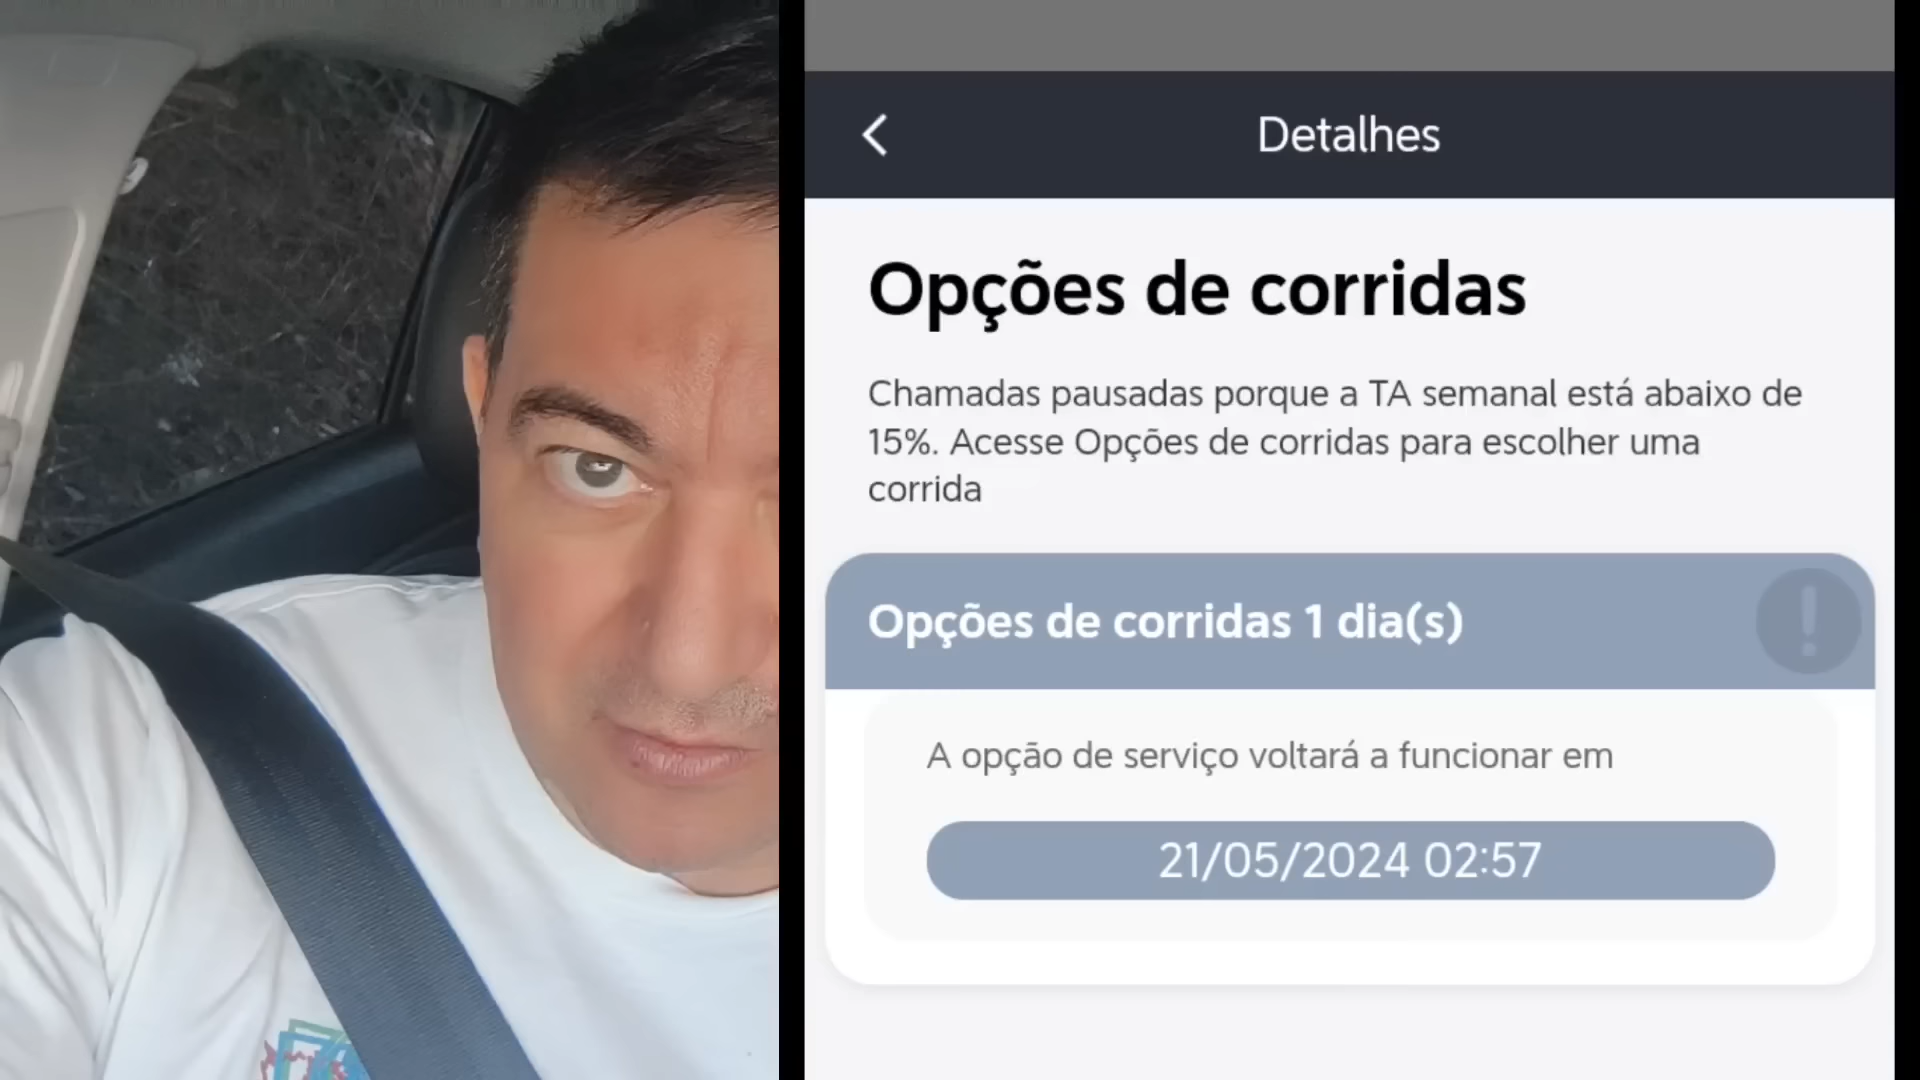 Detalhes
Opções de corridas
Chamadas pausadas porque a TA semanal está abaixo de
15%. Acesse Opções de corridas para escolher uma
corrida
Opções de corridas 1 dia(s)
A opção de serviço voltará a funcionar em
21/05/2024 02:57